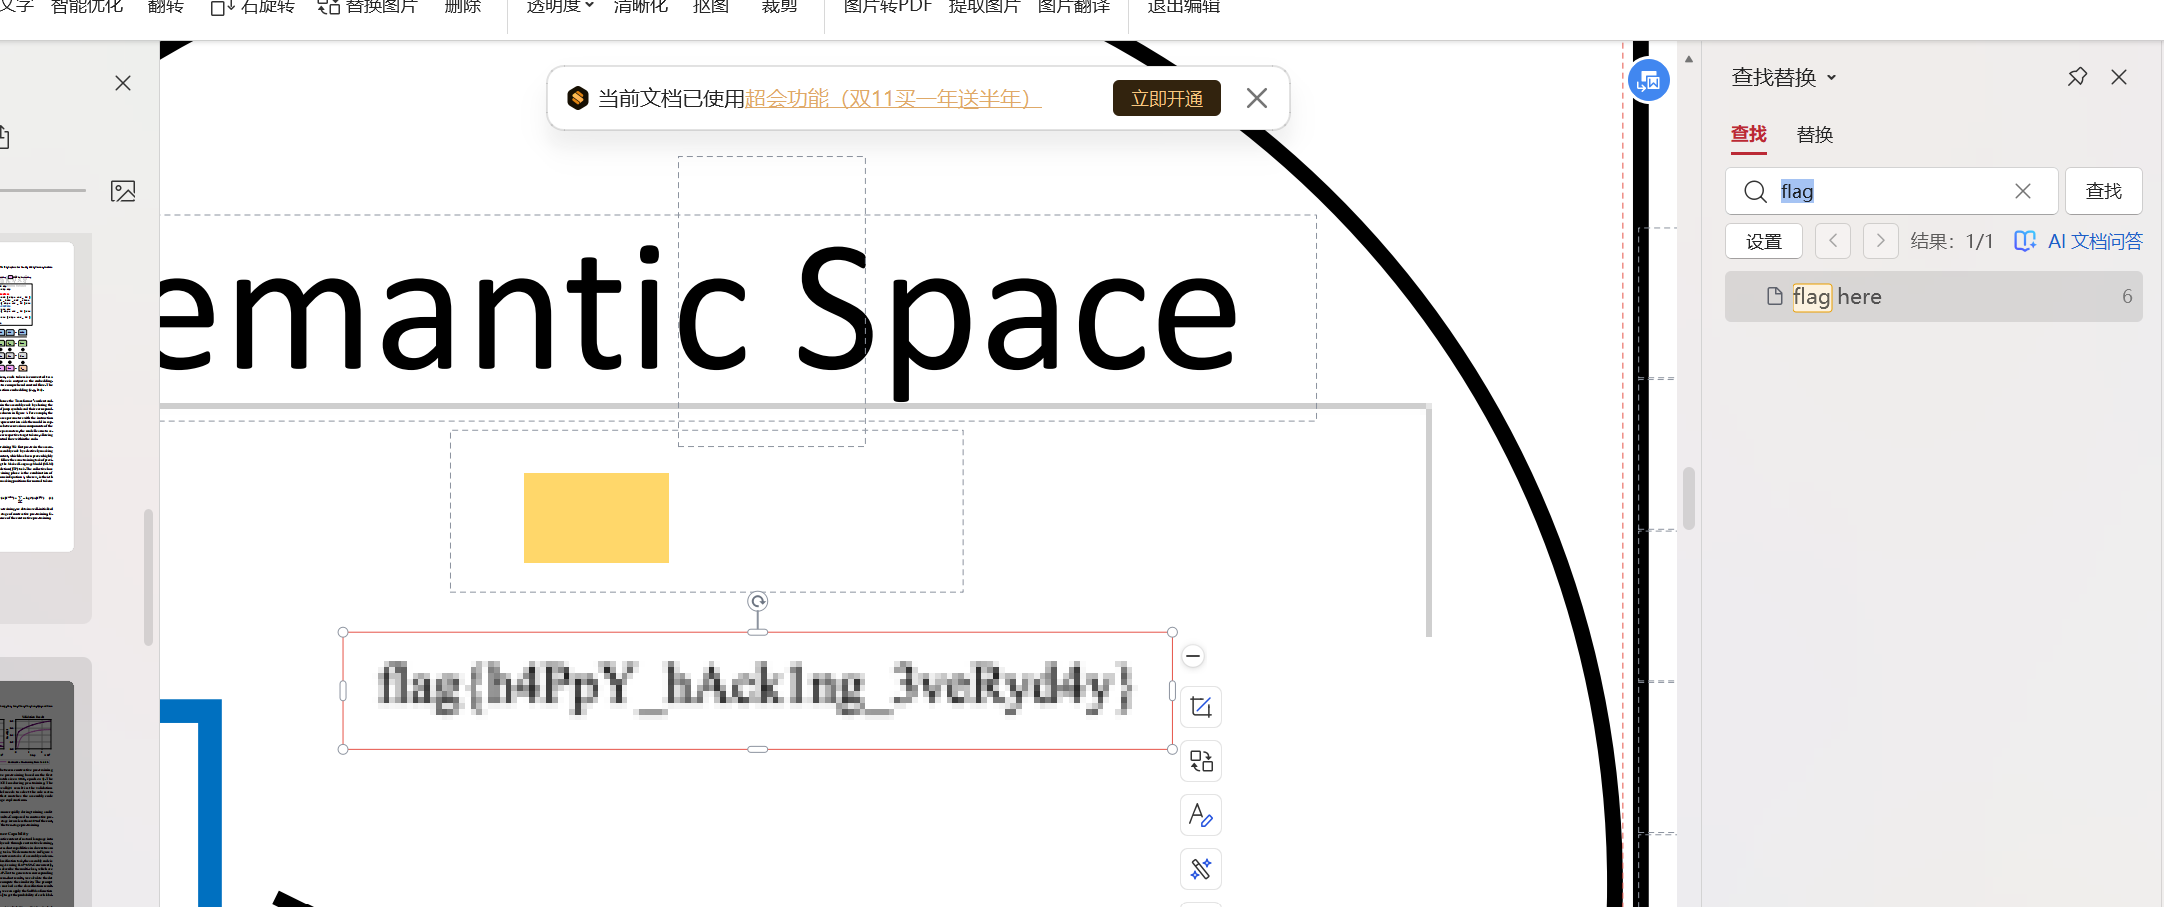 文字 智能优化 翻转 右旋转 替换图片 删除 透明度 清晰化 抠图 裁剪 图片转PDF 提取图片 图片翻译 退出编辑
当前文档已使用超会功能（双11买一年送半年） 立即开通
查找替换
查找 替换
flag 查找
设置 结果：1/1 AI 文档问答
flag here 6
emantic Space
flag{h4PpY_hAck1ng_3veRyd4y}